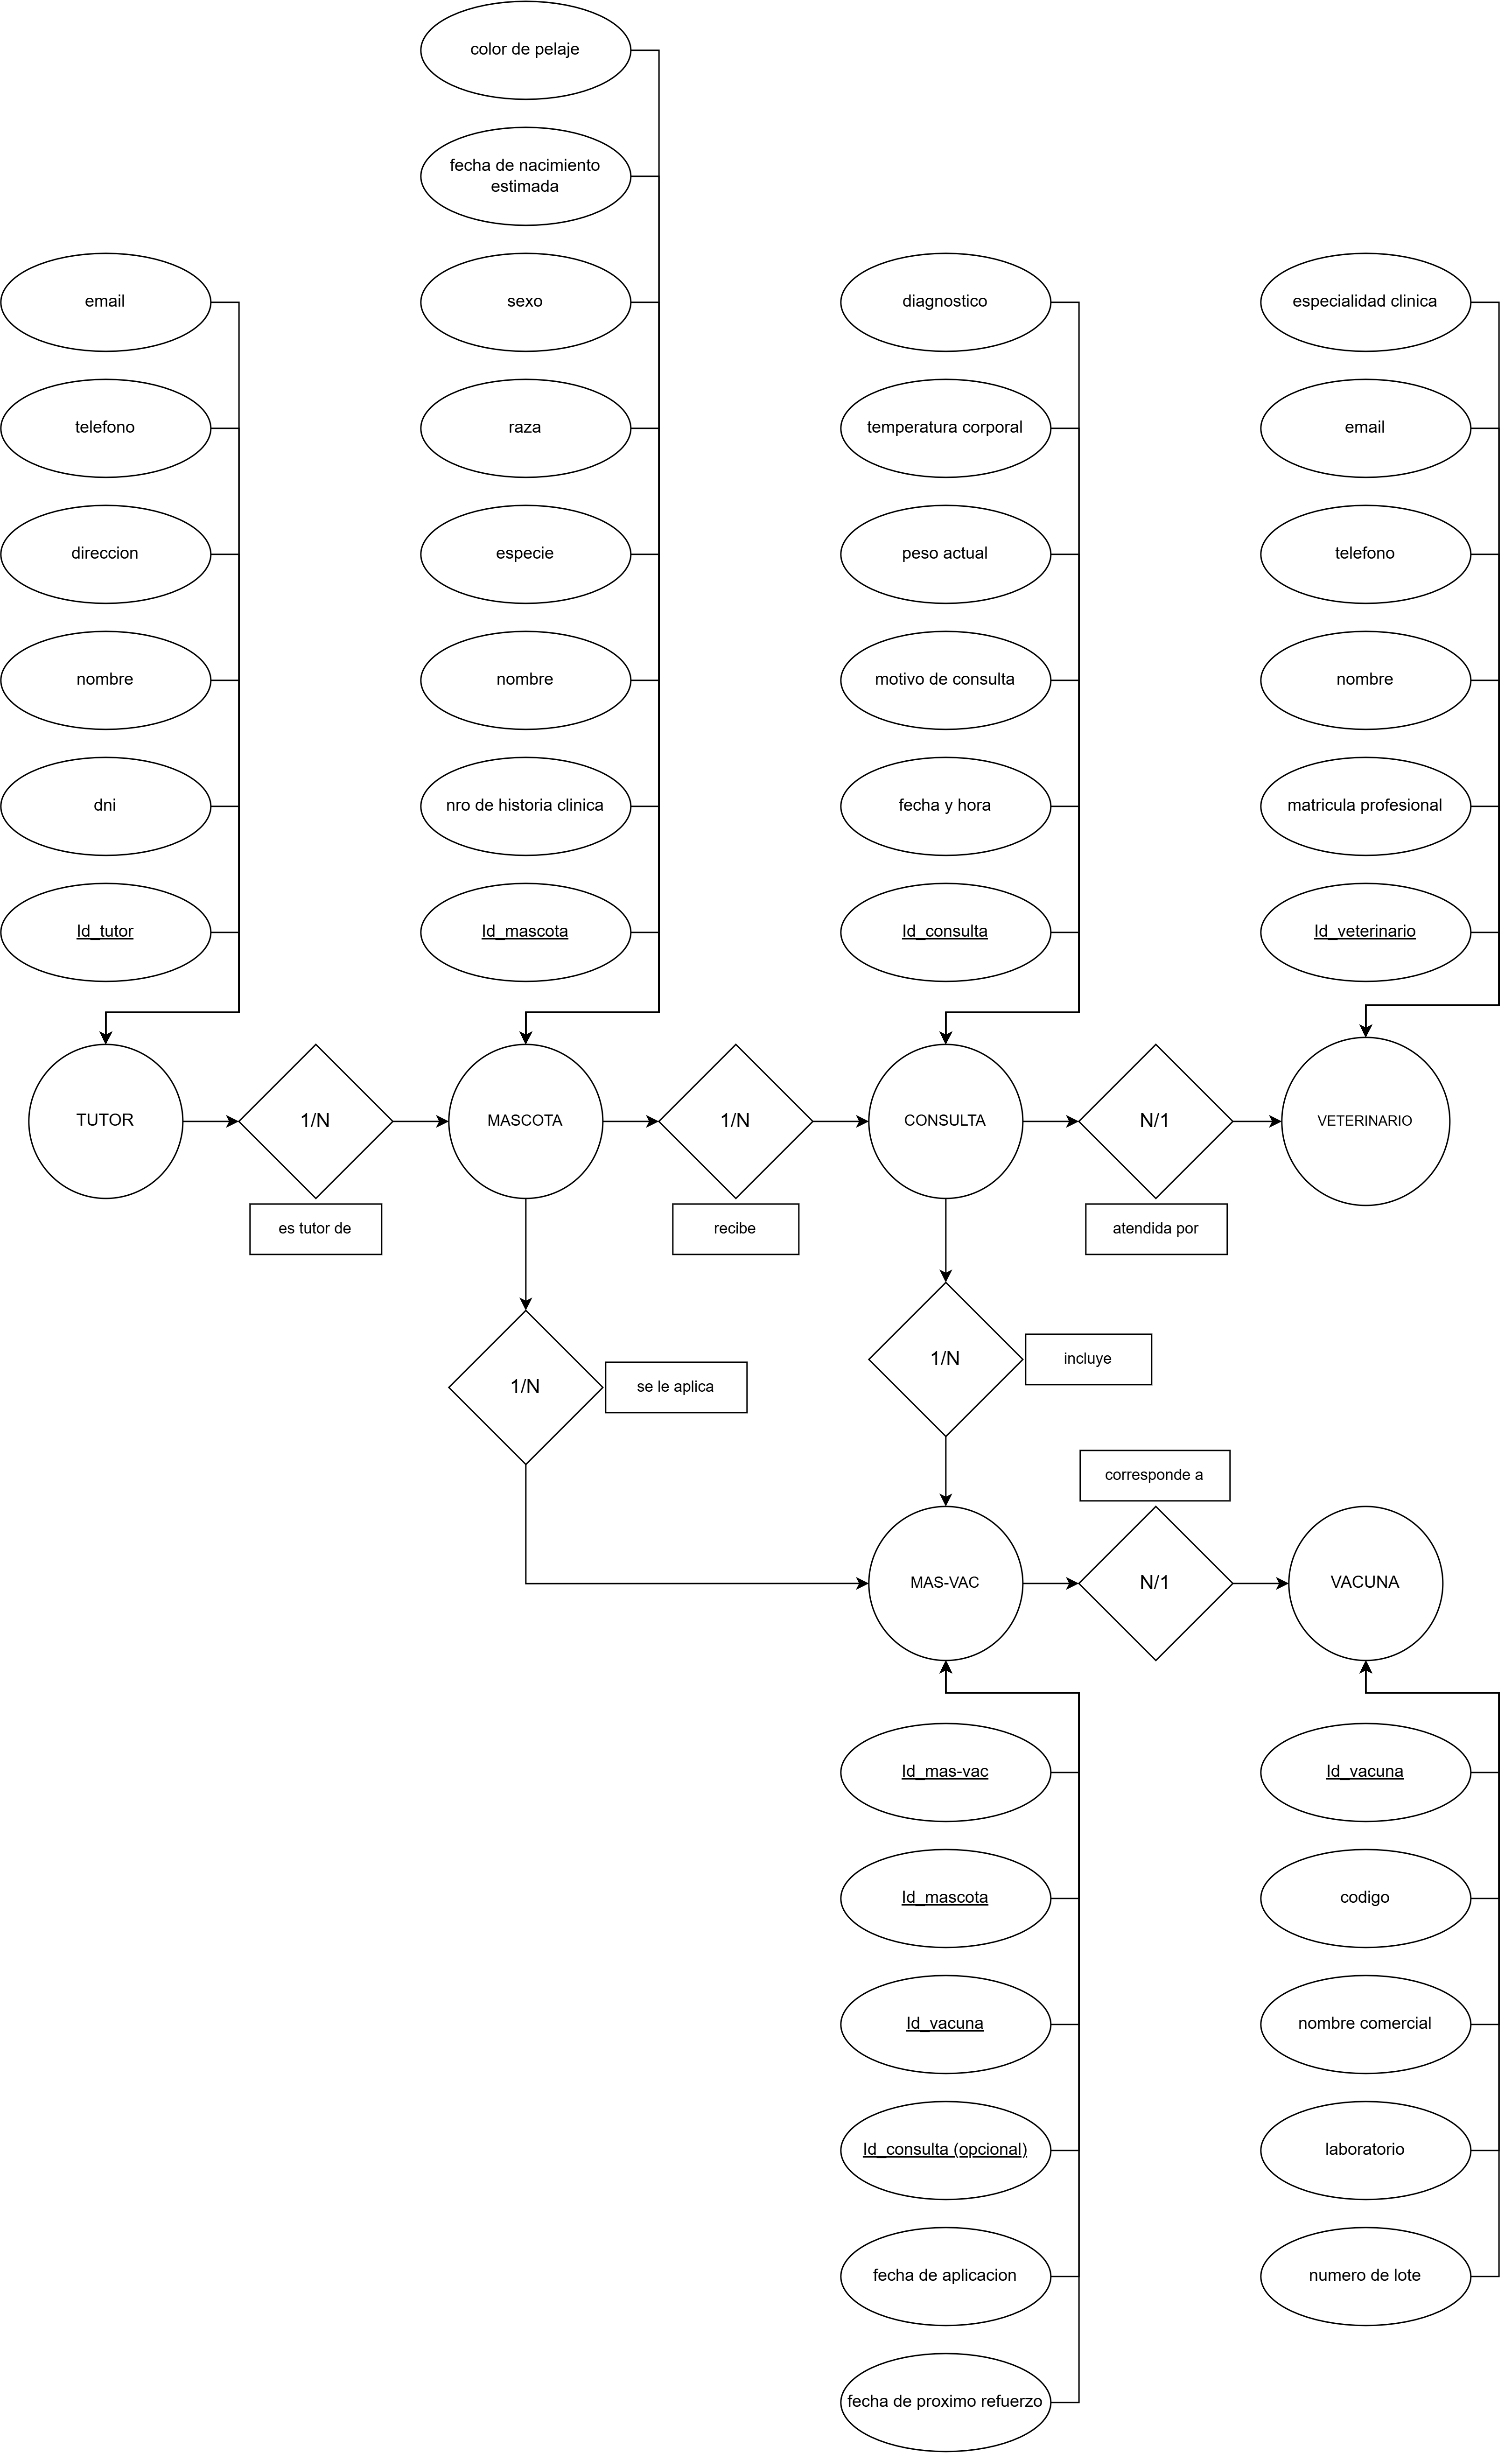 color de pelaje
fecha de nacimiento
estimada
email
sexo
diagnostico
especialidad clinica
telefono
raza
temperatura corporal
email
direccion
especie
peso actual
telefono
nombre
nombre
motivo de consulta
nombre
dni
nro de historia clinica
fecha y hora
matricula profesional
Id_tutor
Id_mascota
Id_consulta
Id_veterinario
TUTOR
1/N
MASCOTA
1/N
CONSULTA
N/1
VETERINARIO
es tutor de
recibe
atendida por
1/N
se le aplica
1/N
incluye
corresponde a
MAS-VAC
N/1
VACUNA
Id_mas-vac
Id_vacuna
Id_mascota
codigo
Id_vacuna
nombre comercial
Id_consulta (opcional)
laboratorio
fecha de aplicacion
numero de lote
fecha de proximo refuerzo